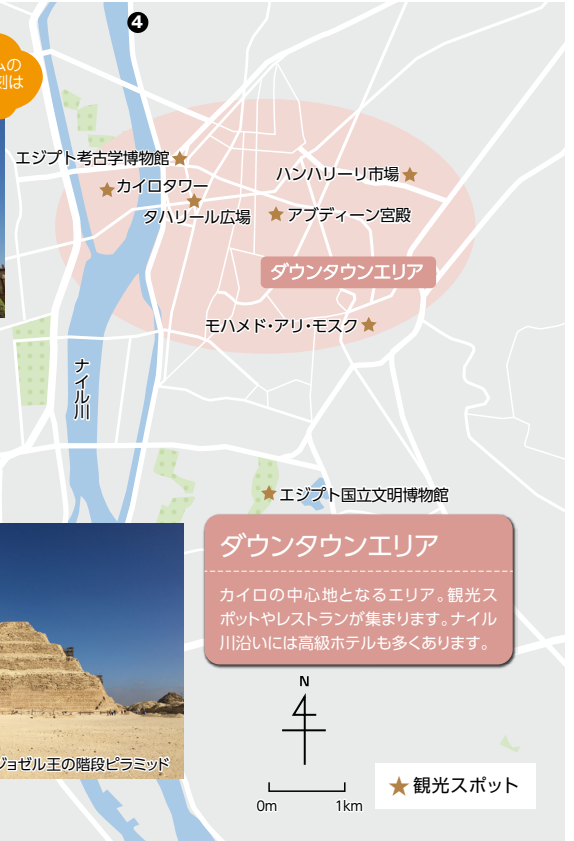 ❹
ムの
刻は
エジプト考古学博物館
カイロタワー
タハリール広場
ハンハリーリ市場
アブディーン宮殿
ダウンタウンエリア
モハメド・アリ・モスク
ナイル川
エジプト国立文明博物館
ダウンタウンエリア
カイロの中心地となるエリア。観光ス
ポットやレストランが集まります。ナイル
川沿いには高級ホテルも多くあります。
ジョゼル王の階段ピラミッド
N
0m
1km
観光スポット